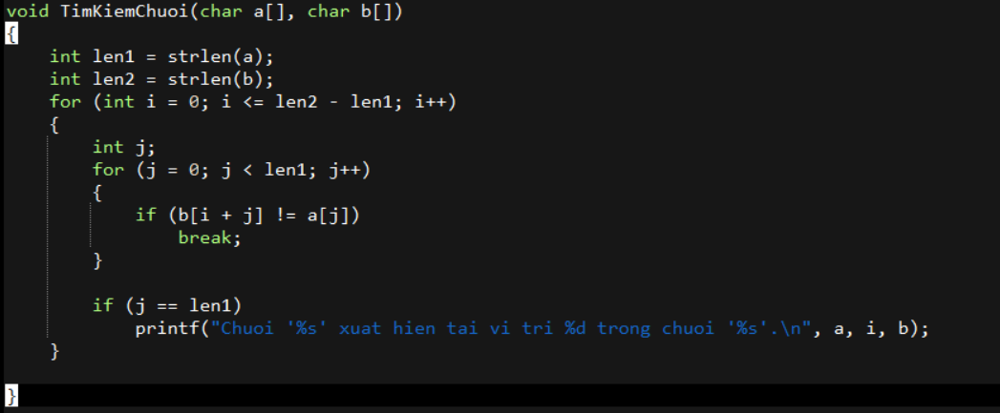 void TimKiemChuoi(char a[], char b[])
{
    int len1 = strlen(a);
    int len2 = strlen(b);
    for (int i = 0; i <= len2 - len1; i++)
    {
        int j;
        for (j = 0; j < len1; j++)
        {
            if (b[i + j] != a[j])
                break;
        }
        if (j == len1)
            printf("Chuoi '%s' xuat hien tai vi tri %d trong chuoi '%s'.\n", a, i, b);
    }
}